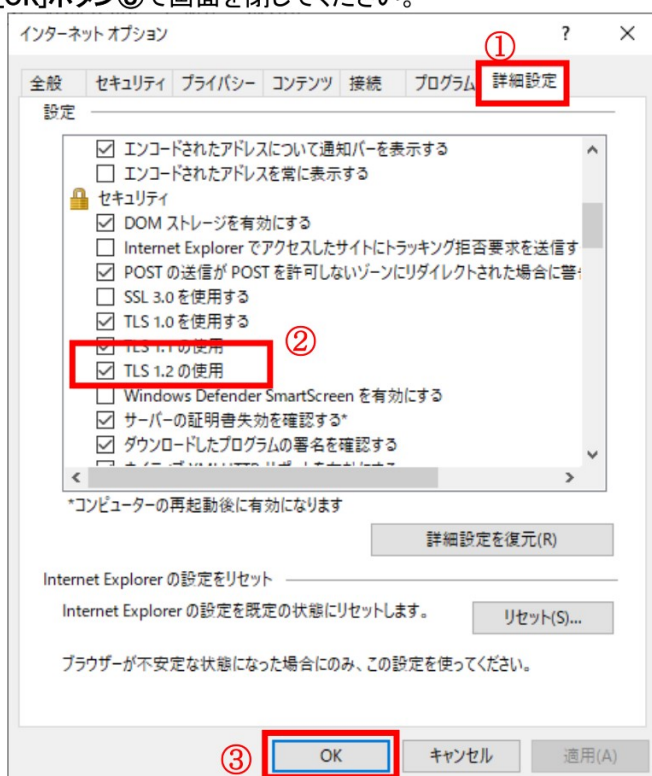 [OK]ボタン③で画面を閉じてください。
インターネット オプション ? ×
①
全般 セキュリティ プライバシー コンテンツ 接続 プログラム 詳細設定
設定
エンコードされたアドレスについて通知バーを表示する
エンコードされたアドレスを常に表示する
セキュリティ
DOM ストレージを有効にする
Internet Explorer でアクセスしたサイトにトラッキング拒否要求を送信す
POST の送信が POST を許可しないゾーンにリダイレクトされた場合に警
SSL 3.0 を使用する
TLS 1.0 を使用する
TLS 1.1 の使用
②
TLS 1.2 の使用
Windows Defender SmartScreen を有効にする
サーバーの証明書失効を確認する*
ダウンロードしたプログラムの署名を確認する
*コンピューターの再起動後に有効になります
詳細設定を復元(R)
Internet Explorer の設定をリセット
Internet Explorer の設定を既定の状態にリセットします。
リセット(S)...
ブラウザーが不安定な状態になった場合にのみ、この設定を使ってください。
③ OK キャンセル 適用(A)